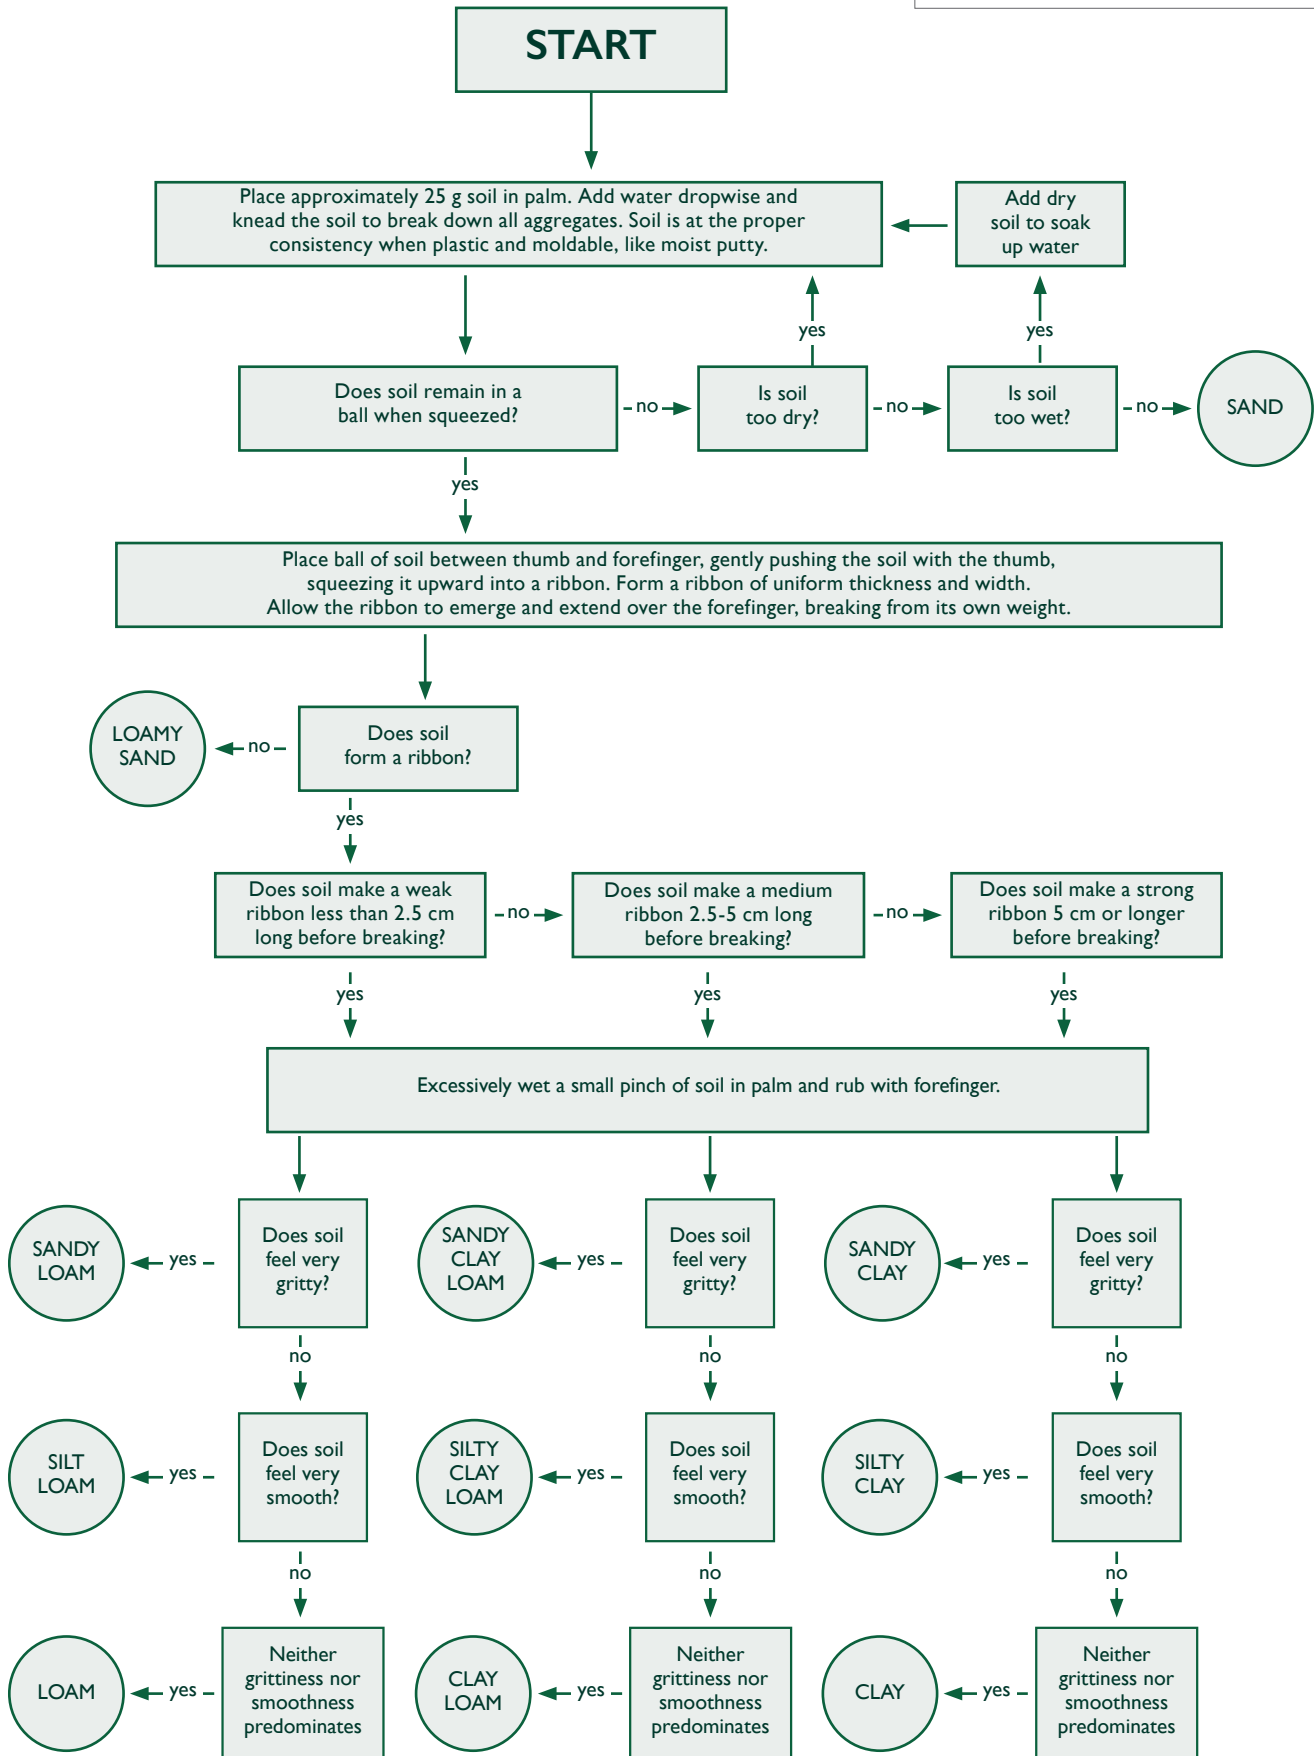 START
Place approximately 25 g soil in palm. Add water dropwise and
knead the soil to break down all aggregates. Soil is at the proper
consistency when plastic and moldable, like moist putty.
Add dry
soil to soak
up water
yes
yes
Does soil remain in a
ball when squeezed?
no
Is soil
too dry?
no
Is soil
too wet?
no
SAND
yes
Place ball of soil between thumb and forefinger, gently pushing the soil with the thumb,
squeezing it upward into a ribbon. Form a ribbon of uniform thickness and width.
Allow the ribbon to emerge and extend over the forefinger, breaking from its own weight.
LOAMY
SAND
no
Does soil
form a ribbon?
yes
Does soil make a weak
ribbon less than 2.5 cm
long before breaking?
no
Does soil make a medium
ribbon 2.5-5 cm long
before breaking?
no
Does soil make a strong
ribbon 5 cm or longer
before breaking?
yes
yes
yes
Excessively wet a small pinch of soil in palm and rub with forefinger.
SANDY
LOAM
yes
Does soil
feel very
gritty?
SANDY
CLAY
LOAM
yes
Does soil
feel very
gritty?
SANDY
CLAY
yes
Does soil
feel very
gritty?
no
no
no
SILT
LOAM
yes
Does soil
feel very
smooth?
SILTY
CLAY
LOAM
yes
Does soil
feel very
smooth?
SILTY
CLAY
yes
Does soil
feel very
smooth?
no
no
no
LOAM
yes
Neither
grittiness nor
smoothness
predominates
CLAY
LOAM
yes
Neither
grittiness nor
smoothness
predominates
CLAY
yes
Neither
grittiness nor
smoothness
predominates